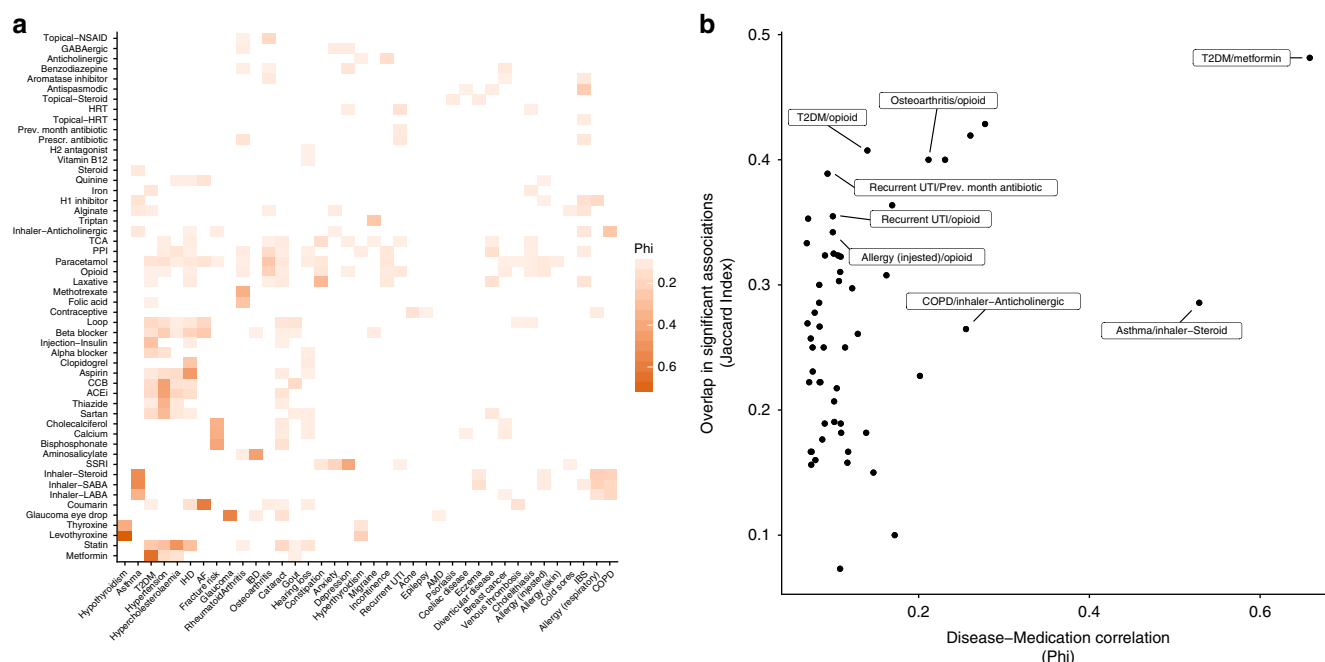 a
Topical−NSAID
GABAergic
Anticholinergic
Benzodiazepine
Aromatase inhibitor
Antispasmodic
Topical−Steroid
HRT
Topical−HRT
Prev. month antibiotic
Prescr. antibiotic
H2 antagonist
Vitamin B12
Steroid
Quinine
Iron
H1 inhibitor
Alginate
Triptan
Inhaler−Anticholinergic
TCA
PPI
Paracetamol
Opioid
Laxative
Methotrexate
Folic acid
Contraceptive
Loop
Beta blocker
Injection−Insulin
Alpha blocker
Clopidogrel
Aspirin
CCB
ACEi
Thiazide
Sartan
Cholecalciferol
Calcium
Bisphosphonate
Aminosalicylate
SSRI
Inhaler−Steroid
Inhaler−SABA
Inhaler−LABA
Coumarin
Glaucoma eye drop
Thyroxine
Levothyroxine
Statin
Metformin
Hypothyroidism
Asthma
T2DM
Hypertension
Hypercholesteroaemia
IHD
AF
Fracture risk
Glaucoma
RheumatoidArthritis
IBD
Osteoarthritis
Cataract
Gout
Hearing loss
Constipation
Anxiety
Depression
Hyperthyroidism
Migraine
Incontinence
Recurrent UTI
Acne
Epilepsy
AMD
Psoriasis
Coeliac disease
Eczema
Diverticular disease
Breast cancer
Venous thrombosis
Cholelithiasis
Allergy (injected)
Allergy (skin)
Cold sores
IBS
Allergy (respiratory)
COPD
Phi
0.2
0.4
0.6
b
Overlap in significant associations
(Jaccard Index)
0.5
0.4
0.3
0.2
0.1
T2DM/metformin
Osteoarthritis/opioid
T2DM/opioid
Recurrent UTI/Prev. month antibiotic
Recurrent UTI/opioid
Allergy (injected)/opioid
COPD/inhaler−Anticholinergic
Asthma/inhaler−Steroid
0.2
0.4
0.6
Disease−Medication correlation
(Phi)